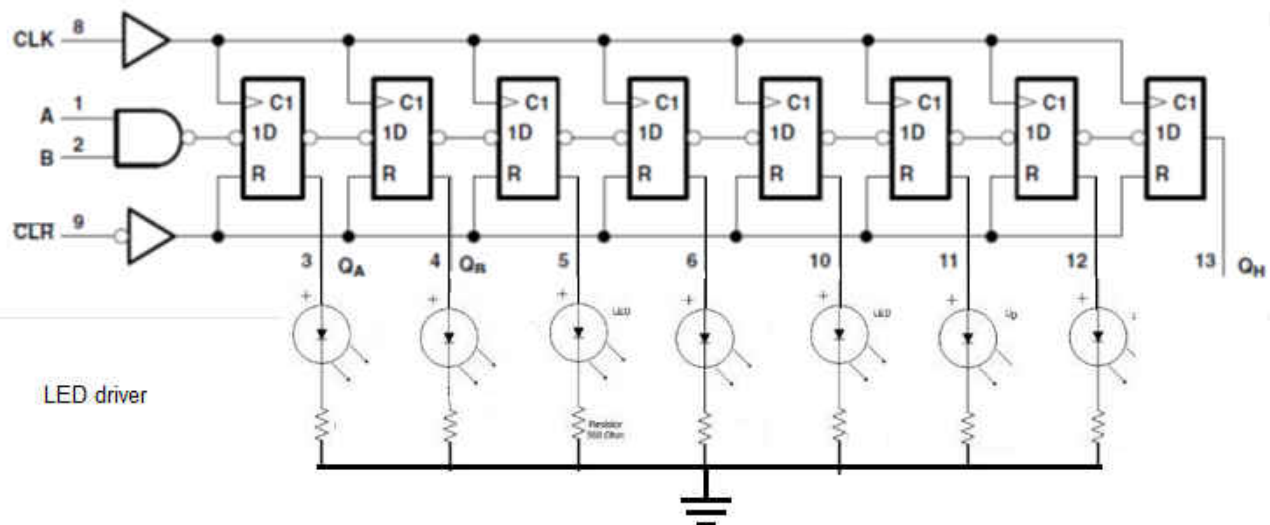 CLK 8
C1 C1 C1 C1 C1 C1 C1 C1
A 1
1D 1D 1D 1D 1D 1D 1D 1D
B 2
R R R R R R R R
CLR 9
3 QA 4 QB 5 6 10 11 12 13 QH
LED LED
LED driver
Resistor